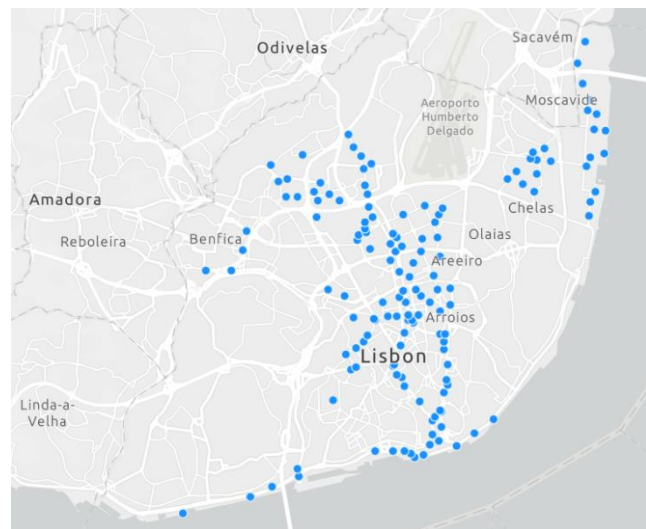 Sacavém
Odivelas
Moscavide
Aeroporto
Humberto
Delgado
Amadora
Chelas
Reboleira
Benfica
Olaias
Areeiro
Arroios
Lisbon
Linda-a-
Velha